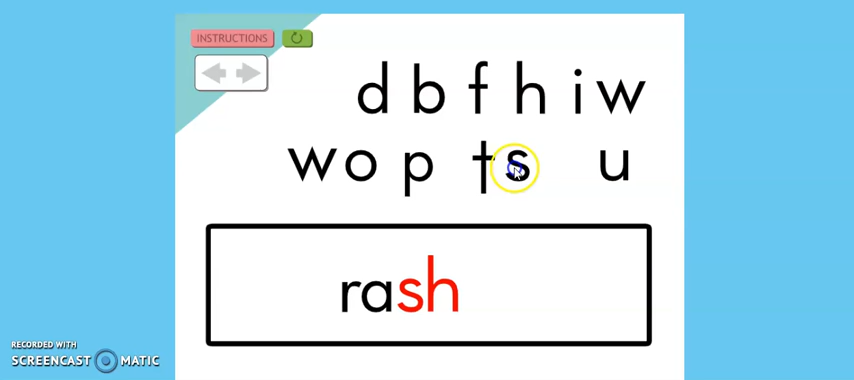 INSTRUCTIONS
d b f h i w
w o p t s u
rash
RECORDED WITH
SCREENCAST MATIC